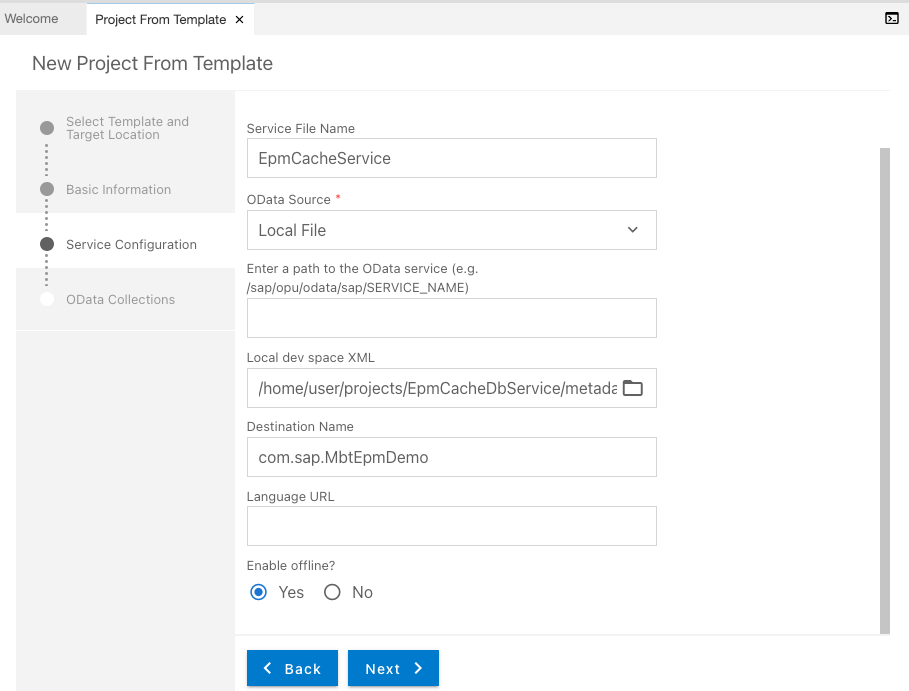 Welcome
Project From Template
New Project From Template
Select Template and
Target Location
Basic Information
Service Configuration
OData Collections
Service File Name
EpmCacheService
OData Source *
Local File
Enter a path to the OData service (e.g.
/sap/opu/odata/sap/SERVICE_NAME)
Local dev space XML
/home/user/projects/EpmCacheDbService/metada
Destination Name
com.sap.MbtEpmDemo
Language URL
Enable offline?
Yes No
Back Next